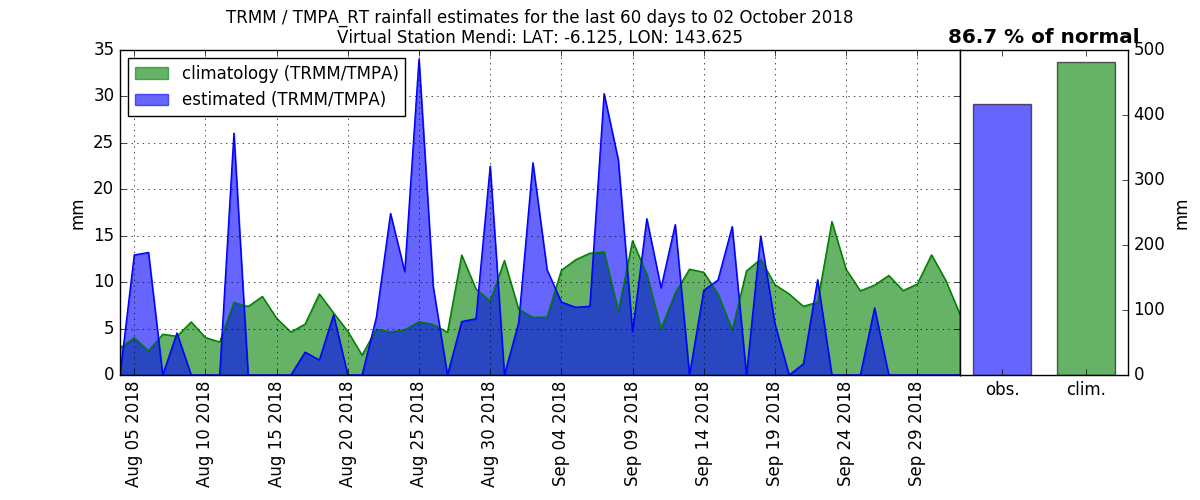 TRMM / TMPA_RT rainfall estimates for the last 60 days to 02 October 2018
Virtual Station Mendi: LAT: -6.125, LON: 143.625
86.7 % of normal
climatology (TRMM/TMPA)
estimated (TRMM/TMPA)
35
30
25
20
15
10
5
0
mm
Aug 05 2018
Aug 10 2018
Aug 15 2018
Aug 20 2018
Aug 25 2018
Aug 30 2018
Sep 04 2018
Sep 09 2018
Sep 14 2018
Sep 19 2018
Sep 24 2018
Sep 29 2018
obs.
clim.
500
400
300
200
100
0
mm